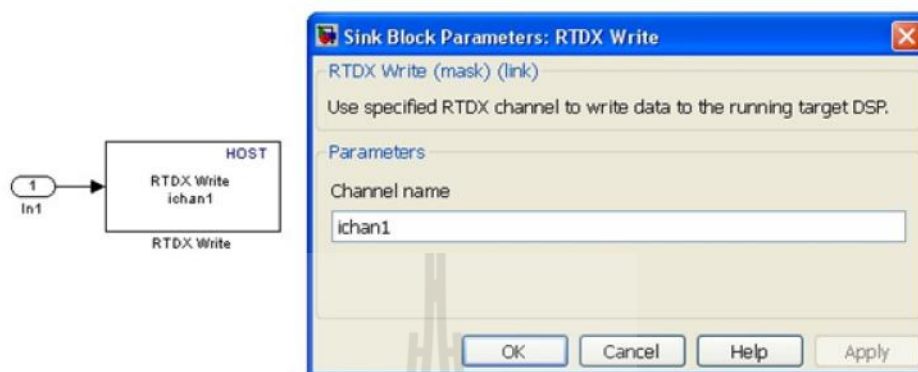 Sink Block Parameters: RTDX Write
RTDX Write (mask) (link)
Use specified RTDX channel to write data to the running target DSP.
Parameters
Channel name
ichan1
OK
Cancel
Help
Apply
HOST
RTDX Write
ichan1
RTDX Write
1
In1